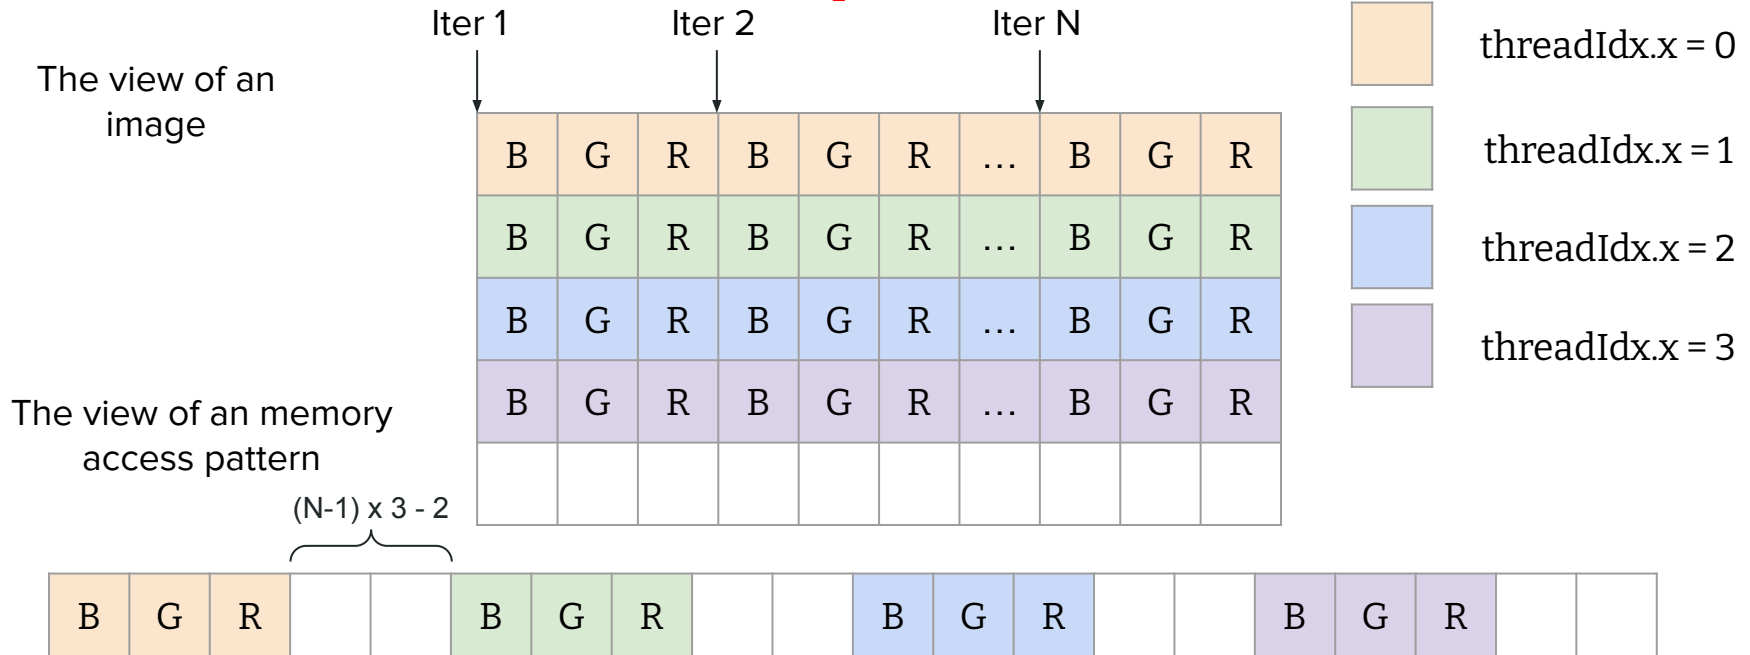 Iter 1 Iter 2 Iter N
The view of an
image
B G R B G R ... B G R
B G R B G R ... B G R
B G R B G R ... B G R
B G R B G R ... B G R
threadIdx.x = 0
threadIdx.x = 1
threadIdx.x = 2
threadIdx.x = 3
The view of an memory
access pattern
(N-1) x 3 - 2
B G R B G R B G R B G R